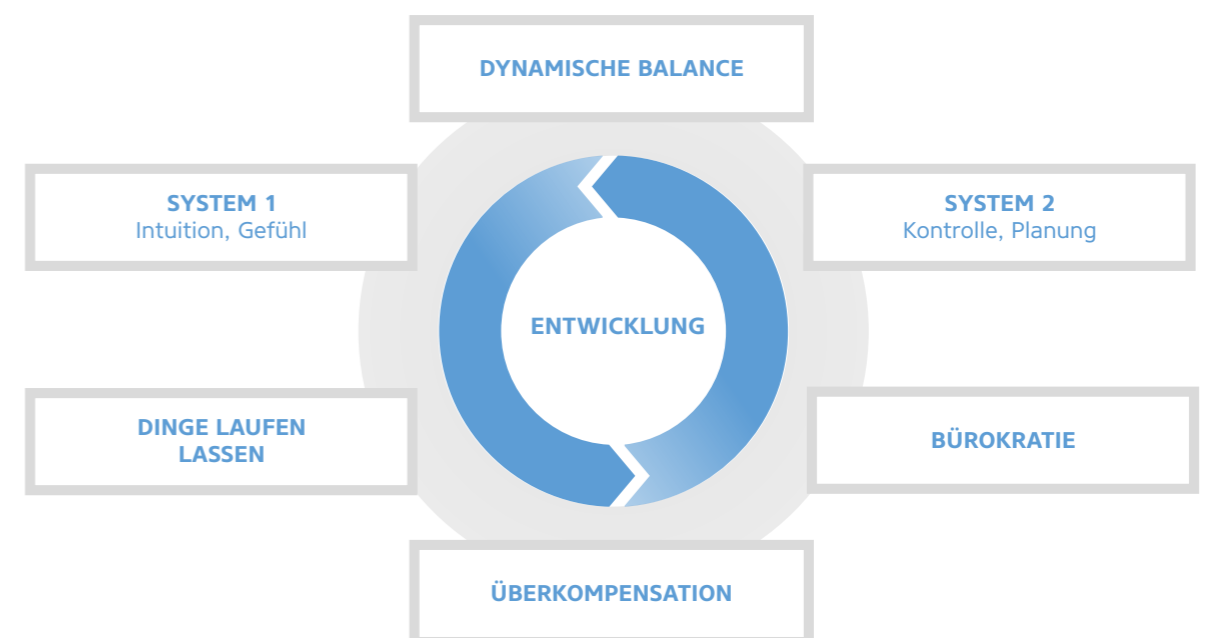 DYNAMISCHE BALANCE
SYSTEM 1
Intuition, Gefühl
SYSTEM 2
Kontrolle, Planung
ENTWICKLUNG
DINGE LAUFEN
LASSEN
BÜROKRATIE
ÜBERKOMPENSATION